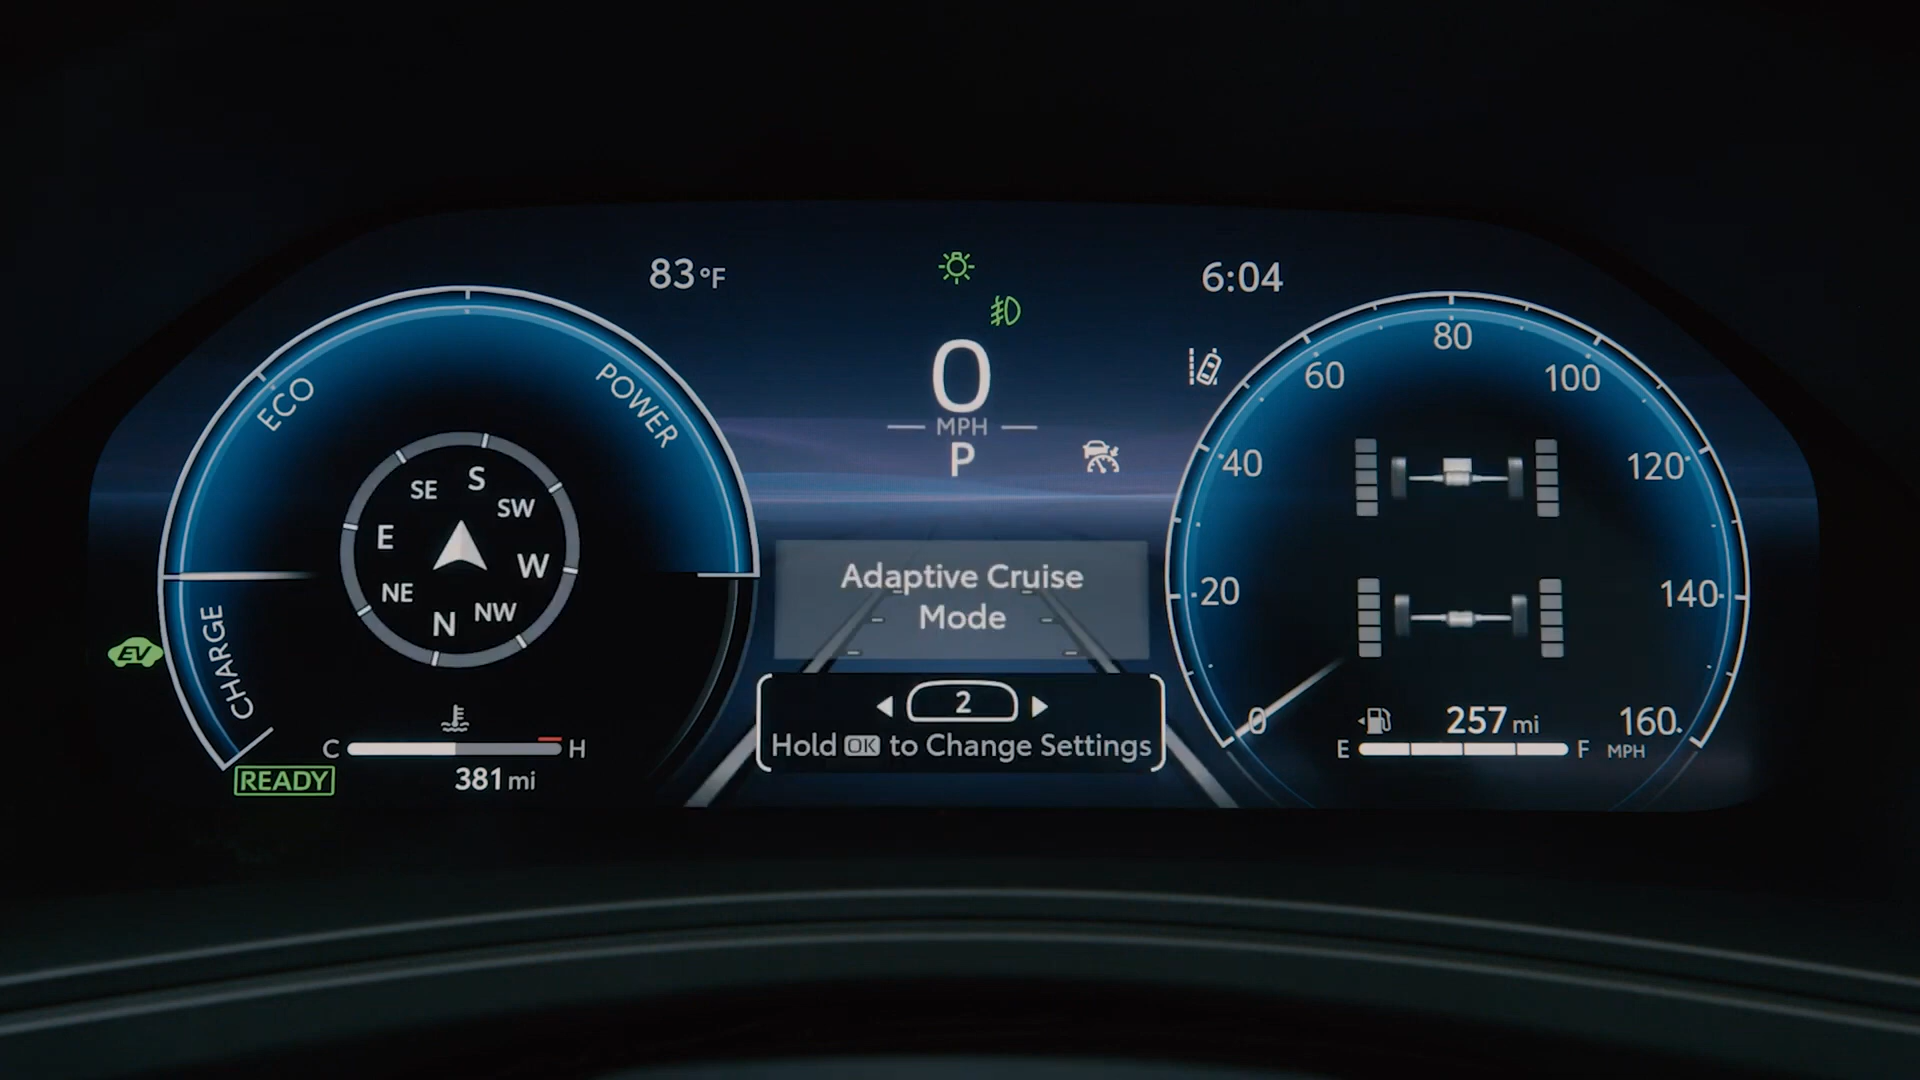 83°F
6:04
0
MPH
P
ECO
POWER
CHARGE
S
SE
SW
E
W
NE
NW
N
EV
READY
C
H
381 mi
Adaptive Cruise
Mode
2
Hold OK to Change Settings
0
20
40
60
80
100
120
140
160
MPH
257 mi
E
F